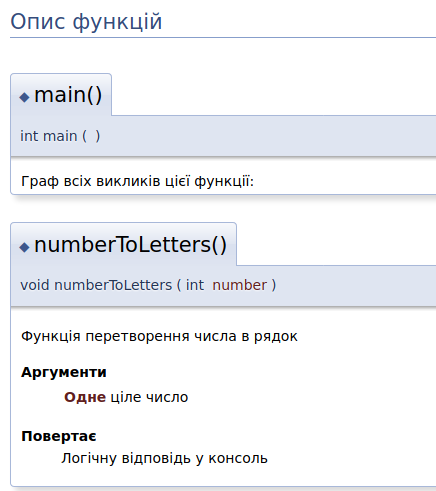 Опис функцій
◆ main()
int main ( )
Граф всіх викликів цієї функції:
◆ numberToLetters()
void numberToLetters ( int number )
Функція перетворення числа в рядок
Аргументи
Одне ціле число
Повертає
Логічну відповідь у консоль